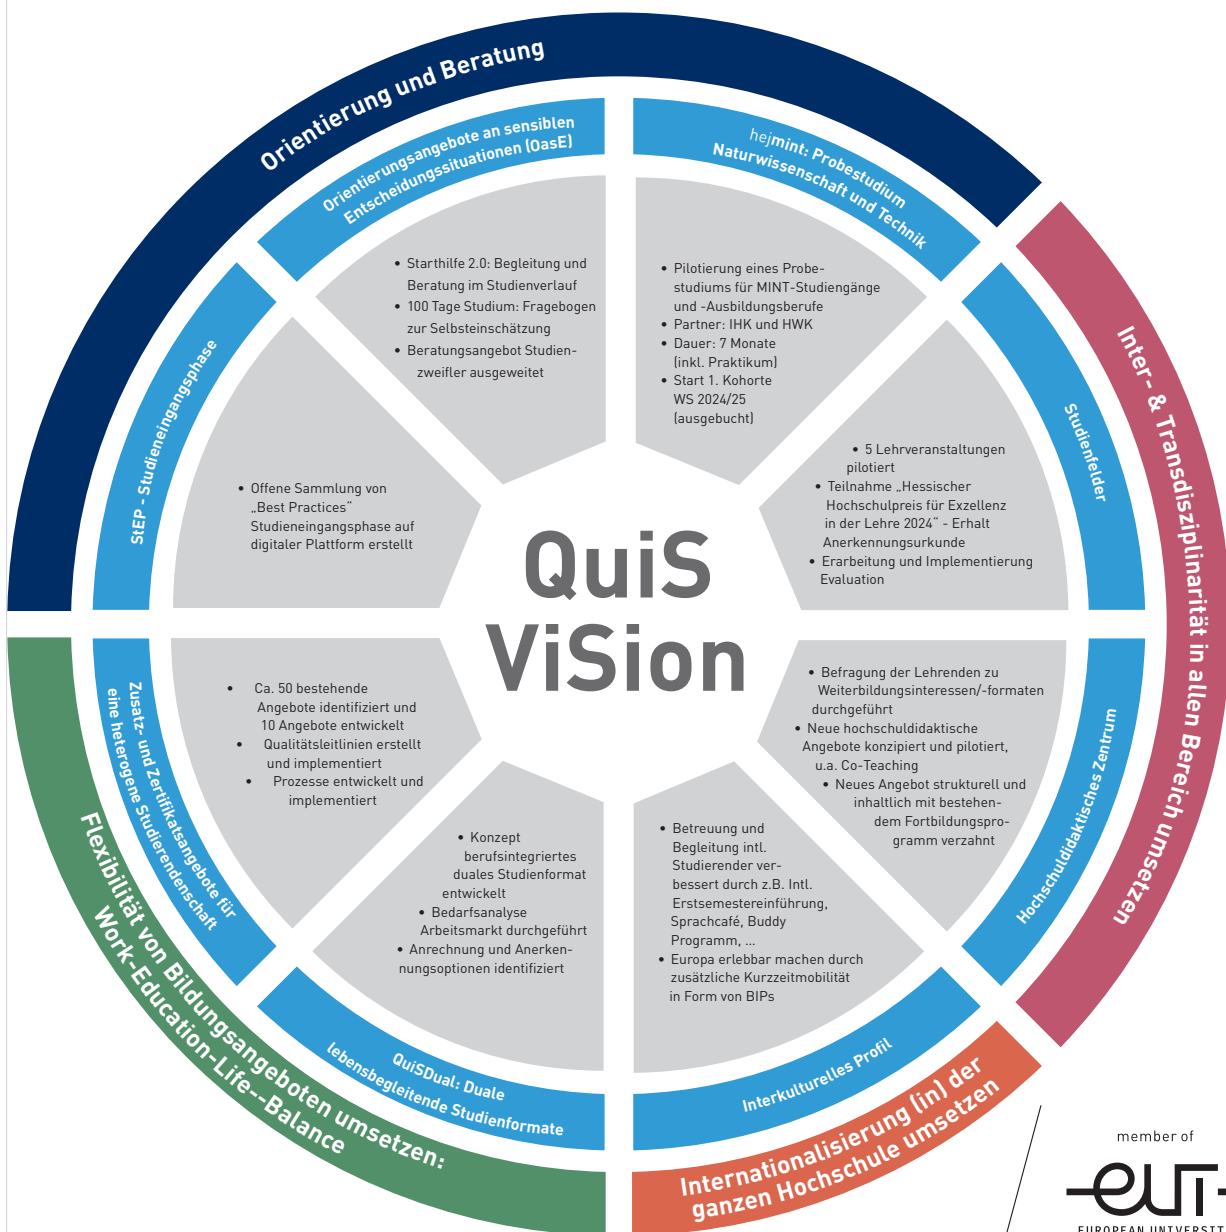 Orientierung und Beratung
Orientierungsangebote an sensiblen
Entscheidungssituationen (OasE)
• Starthilfe 2.0: Begleitung und
Beratung im Studienverlauf
• 100 Tage Studium: Fragebogen
zur Selbsteinschätzung
• Beratungsangebot Studien-
zweifler ausgeweitet
hejmint: Probestudium
Naturwissenschaft und Technik
• Pilotierung eines Probe-
studiums für MINT-Studiengänge
und -Ausbildungsberufe
• Partner: IHK und HWK
• Dauer: 7 Monate
(inkl. Praktikum)
• Start 1. Kohorte
WS 2024/25
(ausgebucht)
Inter- & Transdisziplinarität in allen Bereich umsetzen
Studienfelder
• 5 Lehrveranstaltungen
pilotiert
• Teilnahme „Hessischer
Hochschulpreis für Exzellenz
in der Lehre 2024“ - Erhalt
Anerkennungsurkunde
• Erarbeitung und Implementierung
Evaluation
Hochschuldidaktisches Zentrum
• Befragung der Lehrenden zu
Weiterbildungsinteressen/-formaten
durchgeführt
• Neue hochschuldidaktische
Angebote konzipiert und pilotiert,
u.a. Co-Teaching
• Neues Angebot strukturell und
inhaltlich mit bestehen-
dem Fortbildungspro-
gramm verzahnt
Internationalisierung (in) der
ganzen Hochschule umsetzen
Interkulturelles Profil
• Betreuung und
Begleitung intl.
Studierender ver-
bessert durch z.B. Intl.
Erstsemestereinführung,
Sprachcafé, Buddy
Programm, ...
• Europa erlebbar machen durch
zusätzliche Kurzzeitmobilität
in Form von BIPs
Flexibilität von Bildungsangeboten umsetzen:
Work-Education-Life--Balance
QuiSDual: Duale
lebensbegleitende Studienformate
• Konzept
berufsintegriertes
duales Studienformat
entwickelt
• Bedarfsanalyse
Arbeitsmarkt durchgeführt
• Anrechnung und Anerken-
nungsoptionen identifiziert
Zusatz- und Zertifikatsangebote für
eine heterogene Studierendenschaft
• Ca. 50 bestehende
Angebote identifiziert und
10 Angebote entwickelt
• Qualitätsleitlinien erstellt
und implementiert
• Prozesse entwickelt und
implementiert
StEP - Studieneingangsphase
• Offene Sammlung von
„Best Practices“
Studieneingangsphase auf
digitaler Plattform erstellt
QuiS
ViSion
member of
eut
EUROPEAN UNIVERSIT